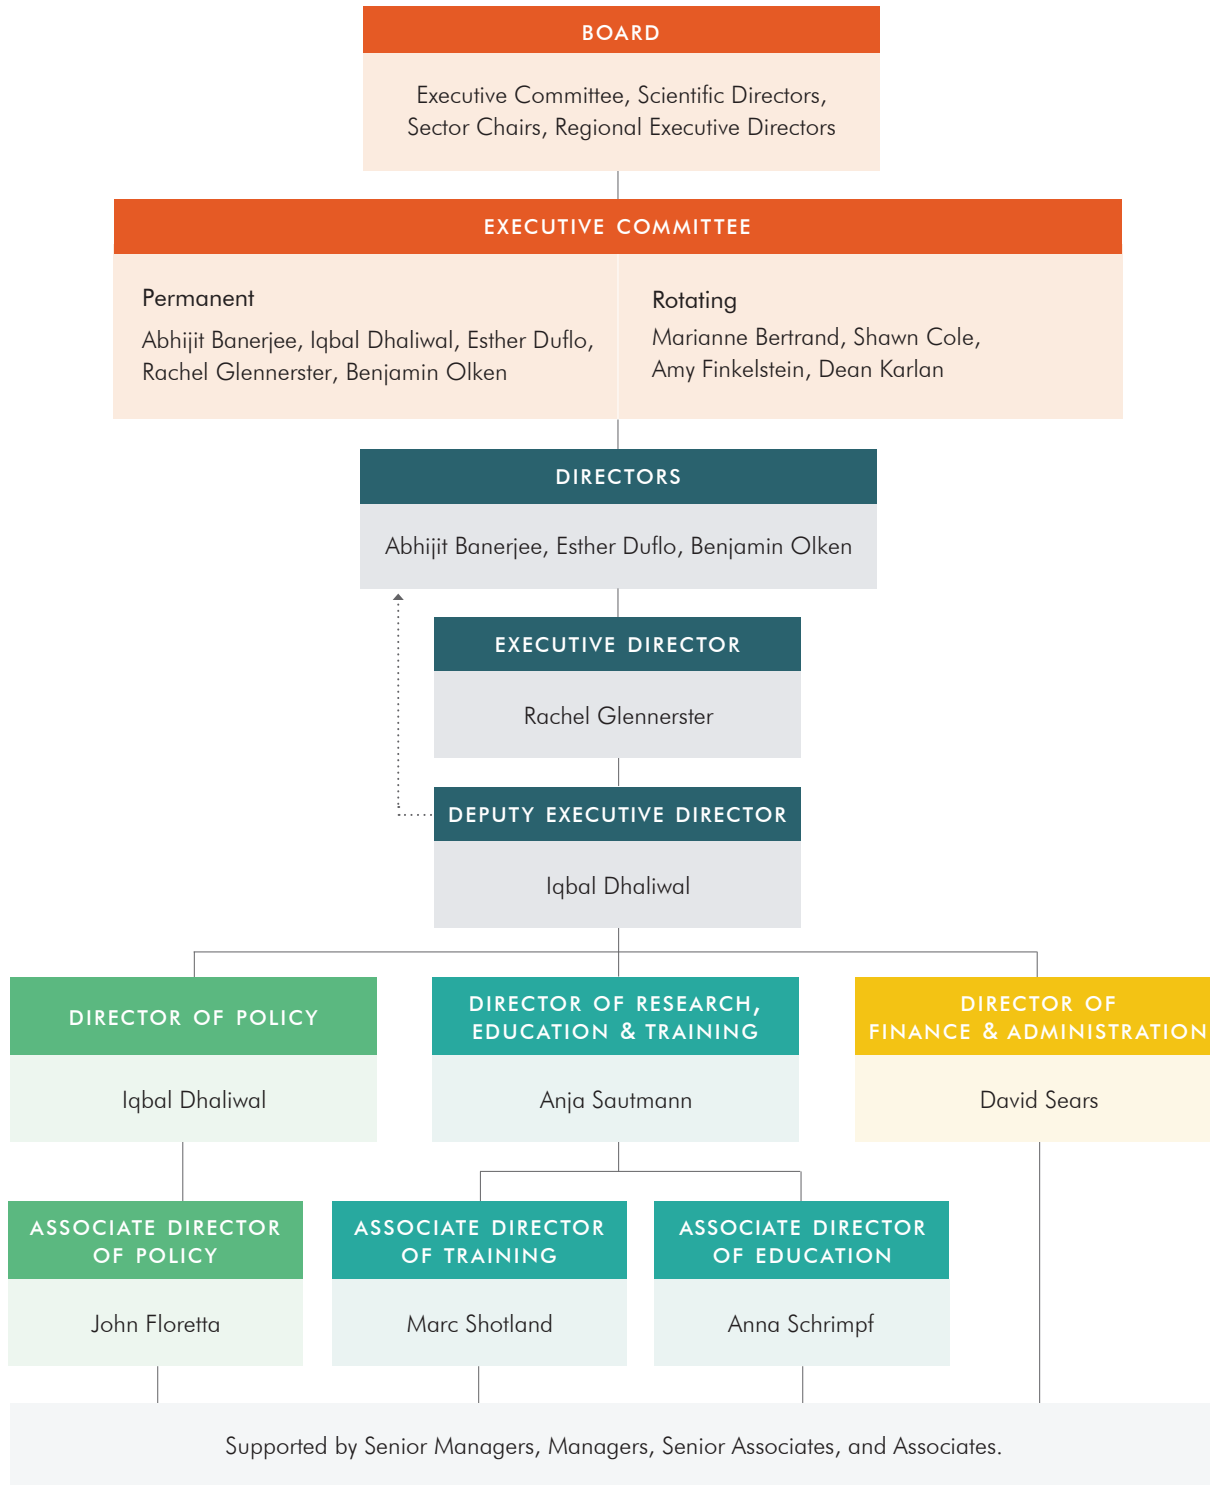 BOARD
Executive Committee, Scientific Directors,
Sector Chairs, Regional Executive Directors
EXECUTIVE COMMITTEE
Permanent
Abhijit Banerjee, Iqbal Dhaliwal, Esther Duflo,
Rachel Glennerster, Benjamin Olken
Rotating
Marianne Bertrand, Shawn Cole,
Amy Finkelstein, Dean Karlan
DIRECTORS
Abhijit Banerjee, Esther Duflo, Benjamin Olken
EXECUTIVE DIRECTOR
Rachel Glennerster
DEPUTY EXECUTIVE DIRECTOR
Iqbal Dhaliwal
DIRECTOR OF POLICY
Iqbal Dhaliwal
DIRECTOR OF RESEARCH,
EDUCATION & TRAINING
Anja Sautmann
DIRECTOR OF
FINANCE & ADMINISTRATION
David Sears
ASSOCIATE DIRECTOR
OF POLICY
John Floretta
ASSOCIATE DIRECTOR
OF TRAINING
Marc Shotland
ASSOCIATE DIRECTOR
OF EDUCATION
Anna Schrimpf
Supported by Senior Managers, Managers, Senior Associates, and Associates.